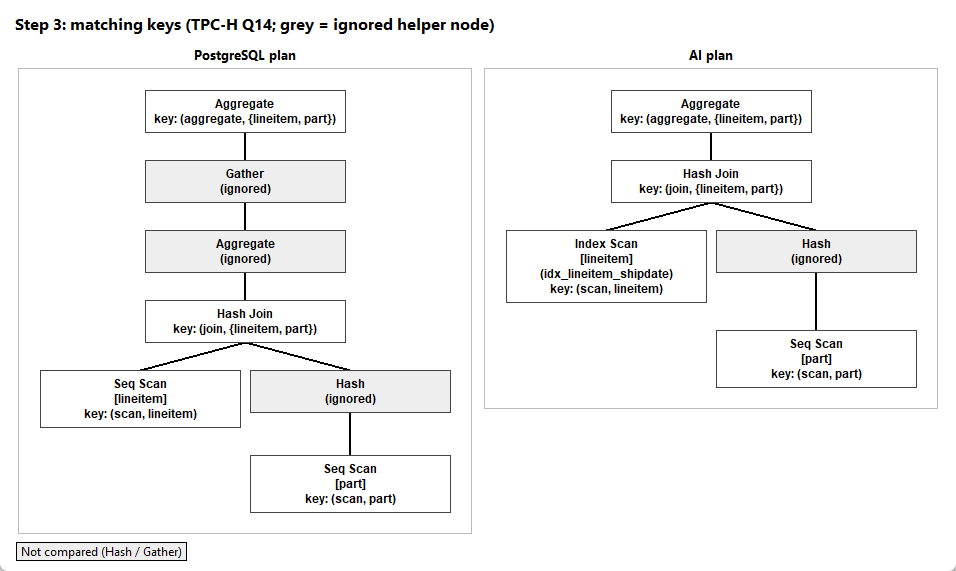 Step 3: matching keys (TPC-H Q14; grey = ignored helper node)
PostgreSQL plan
Aggregate
key: (aggregate, {lineitem, part})
Gather
(ignored)
Aggregate
(ignored)
Hash Join
key: (join, {lineitem, part})
Seq Scan
[lineitem]
key: (scan, lineitem)
Hash
(ignored)
Seq Scan
[part]
key: (scan, part)
AI plan
Aggregate
key: (aggregate, {lineitem, part})
Hash Join
key: (join, {lineitem, part})
Index Scan
[lineitem]
(idx_lineitem_shipdate)
key: (scan, lineitem)
Hash
(ignored)
Seq Scan
[part]
key: (scan, part)
Not compared (Hash / Gather)